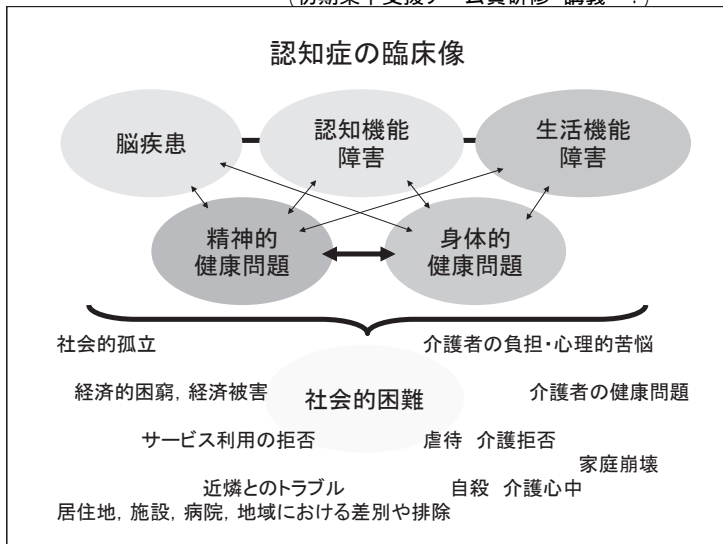 認知症の臨床像
脳疾患
認知機能
障害
生活機能
障害
精神的
健康問題
身体的
健康問題
社会的孤立
介護者の負担・心理的苦悩
経済的困窮, 経済被害
社会的困難
介護者の健康問題
サービス利用の拒否
虐待 介護拒否
家庭崩壊
近隣とのトラブル
自殺 介護心中
居住地, 施設, 病院, 地域における差別や排除